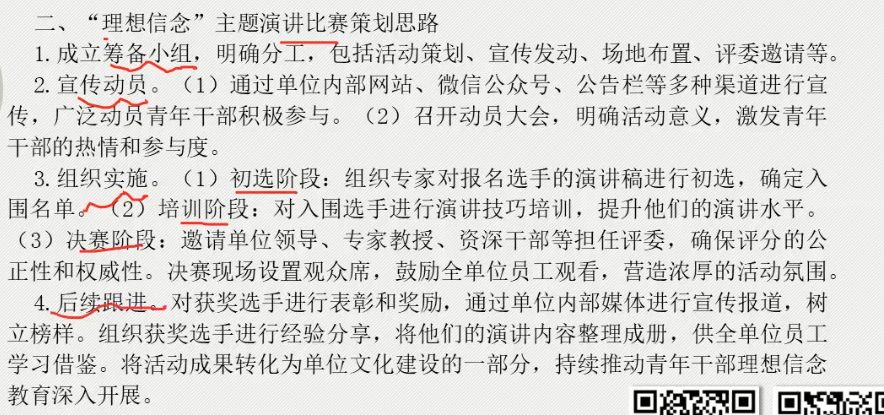 二、“理想信念”主题演讲比赛策划思路
1.成立筹备小组，明确分工，包括活动策划、宣传发动、场地布置、评委邀请等。
2.宣传动员。（1）通过单位内部网站、微信公众号、公告栏等多种渠道进行宣
传，广泛动员青年干部积极参与。（2）召开动员大会，明确活动意义，激发青年
干部的热情和参与度。
3.组织实施。（1）初选阶段：组织专家对报名选手的演讲稿进行初选，确定入
围名单。（2）培训阶段：对入围选手进行演讲技巧培训，提升他们的演讲水平。
（3）决赛阶段：邀请单位领导、专家教授、资深干部等担任评委，确保评分的公
正性和权威性。决赛现场设置观众席，鼓励全单位员工观看，营造浓厚的活动氛围。
4.后续跟进。对获奖选手进行表彰和奖励，通过单位内部媒体进行宣传报道，树
立榜样。组织获奖选手进行经验分享，将他们的演讲内容整理成册，供全单位员工
学习借鉴。将活动成果转化为单位文化建设的一部分，持续推动青年干部理想信念
教育深入开展。